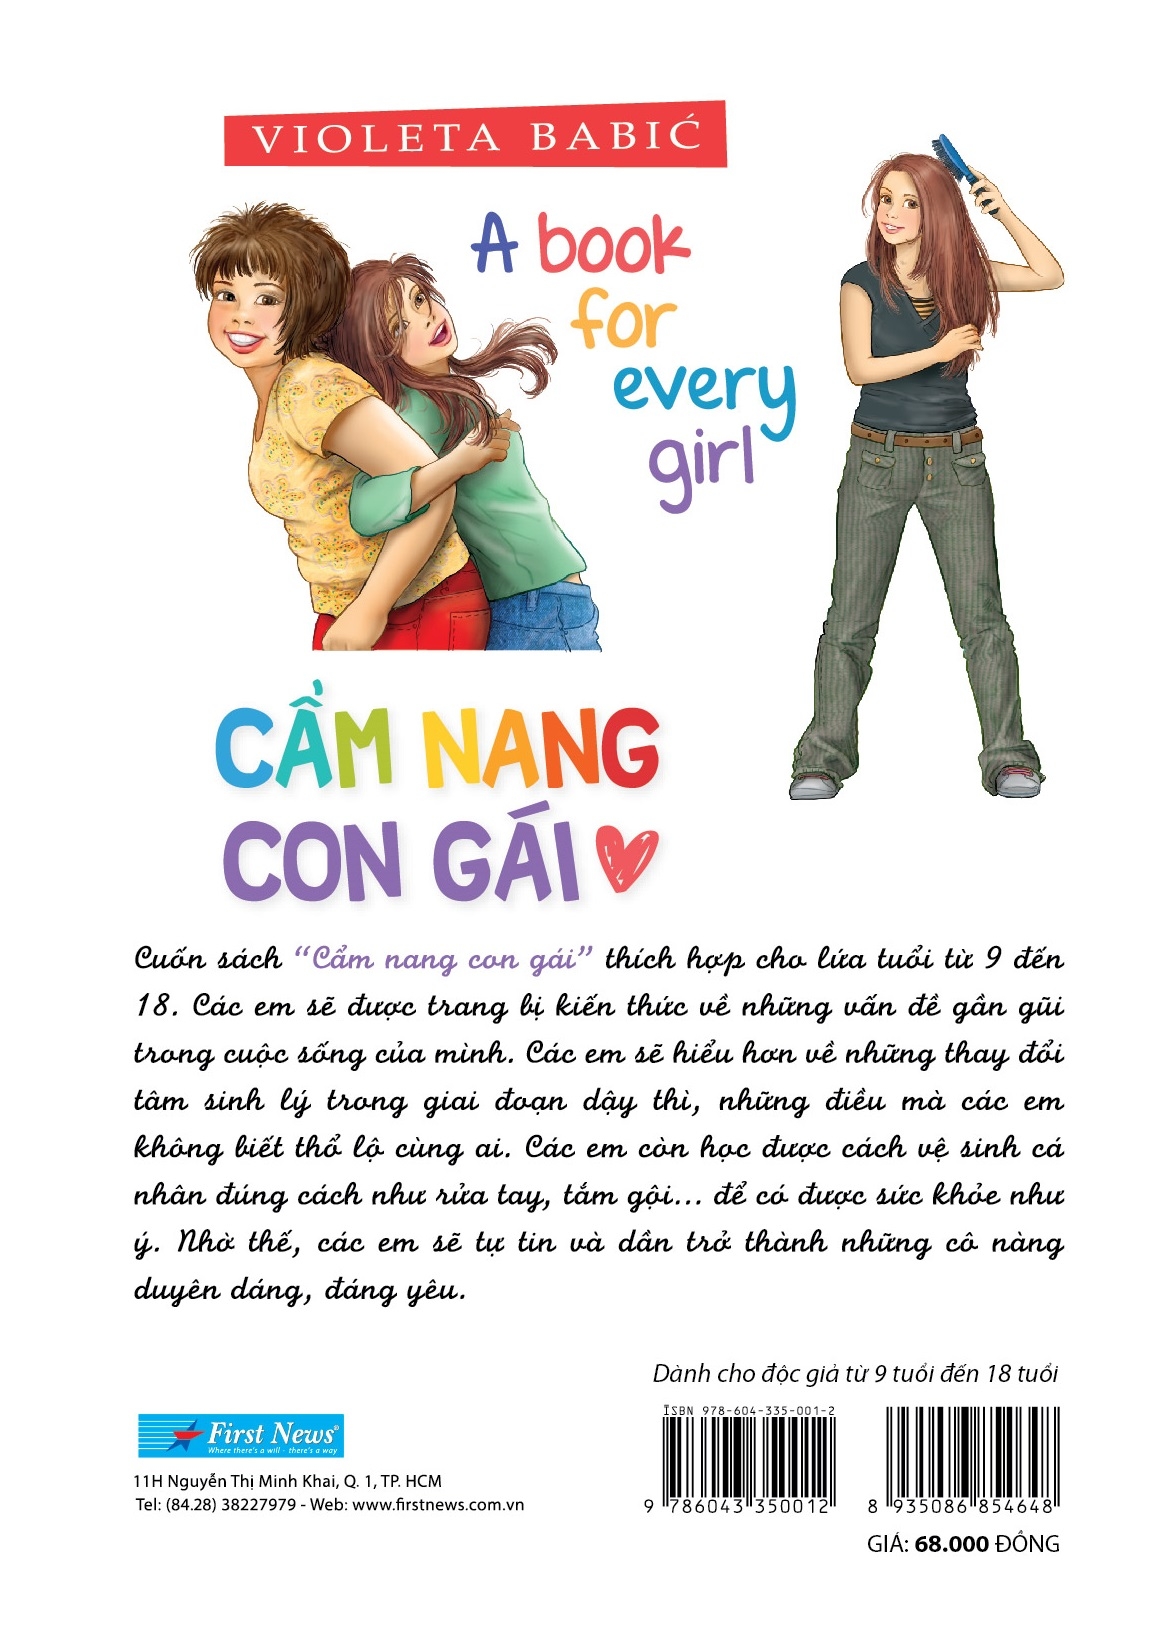 VIOLETA BABIĆ
A book
for
every
girl
CẨM NANG
CON GÁI
Cuốn sách “Cẩm nang con gái” thích hợp cho lứa tuổi từ 9 đến
18. Các em sẽ được trang bị kiến thức về những vấn đề gần gũi
trong cuộc sống của mình. Các em sẽ hiểu hơn về những thay đổi
tâm sinh lý trong giai đoạn dậy thì, những điều mà các em
không biết thổ lộ cùng ai. Các em còn học được cách vệ sinh cá
nhân đúng cách như rửa tay, tắm gội... để có được sức khỏe như
ý. Nhờ thế, các em sẽ tự tin và dần trở thành những cô nàng
duyên dáng, đáng yêu.
Dành cho độc giả từ 9 tuổi đến 18 tuổi
First News®
Where there's a will - there's a way
11H Nguyễn Thị Minh Khai, Q. 1, TP. HCM
Tel: (84.28) 38227979 - Web: www.firstnews.com.vn
ISBN 978-604-335-001-2
9 786043 350012
8 935086 854648
GIÁ: 68.000 ĐỒNG